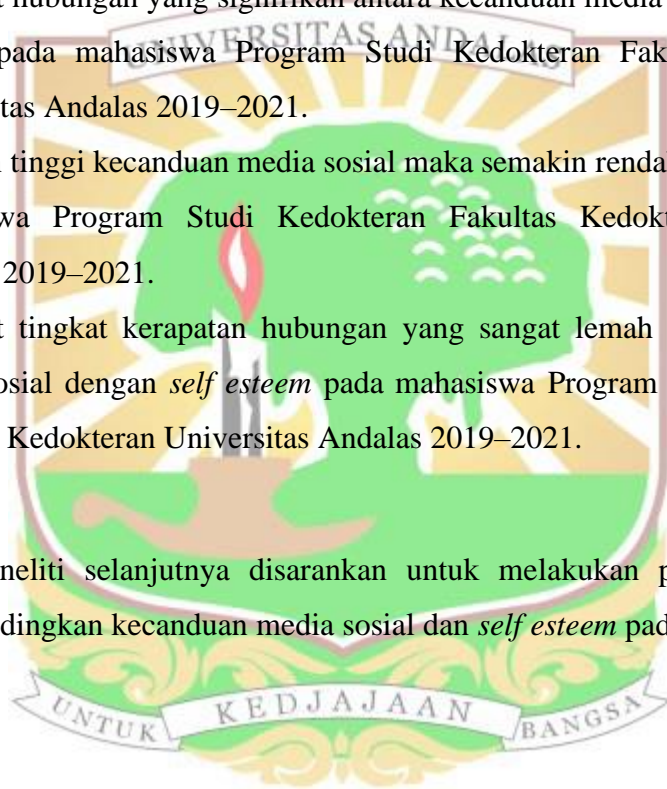 hubungan yang signifikan antara kecanduan media
UNIVERSITAS ANDALAS
pada mahasiswa Program Studi Kedokteran Fak
tas Andalas 2019–2021.
tinggi kecanduan media sosial maka semakin renda
wa Program Studi Kedokteran Fakultas Kedokt
2019–2021.
t tingkat kerapatan hubungan yang sangat lemah
osial dengan self esteem pada mahasiswa Program
Kedokteran Universitas Andalas 2019–2021.
neliti selanjutnya disarankan untuk melakukan p
dingkan kecanduan media sosial dan self esteem pad
UNTUK KEDJAJAAN BANGSA